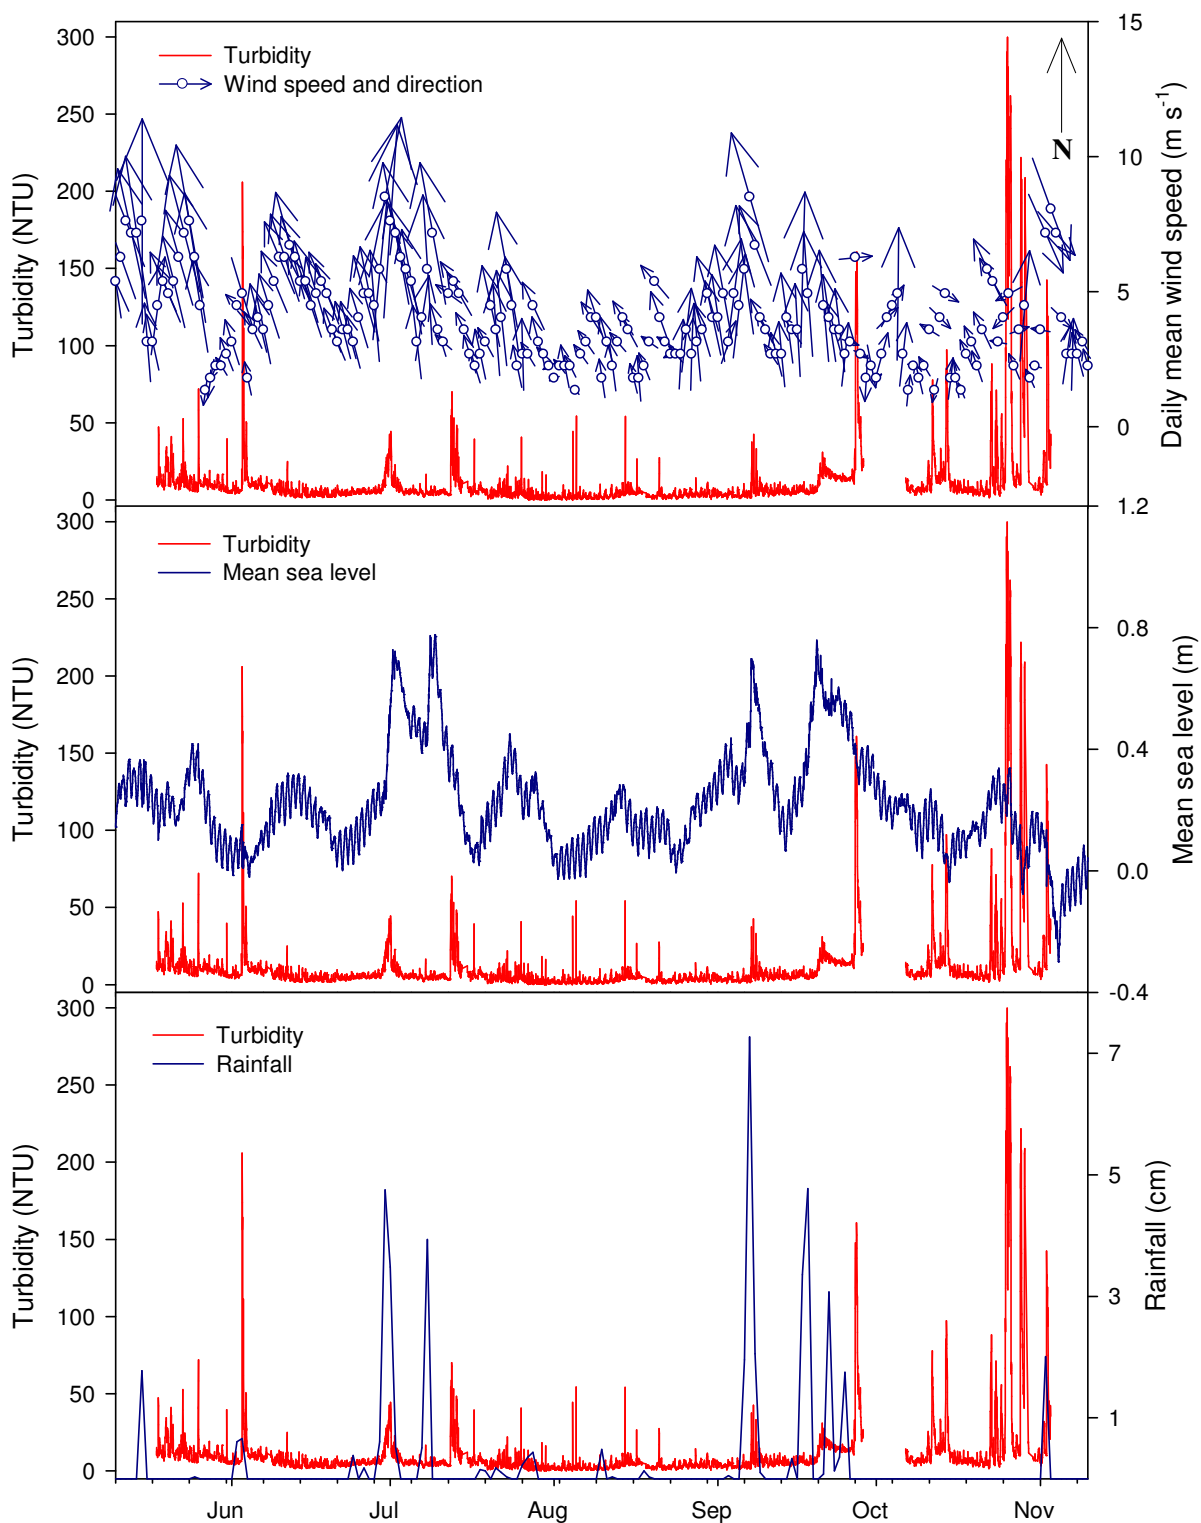 300
250
200
150
100
50
0
Turbidity (NTU)
Turbidity
Wind speed and direction
N
15
10
5
0
Daily mean wind speed (m s-1)
300
250
200
150
100
50
0
Turbidity (NTU)
Turbidity
Mean sea level
1.2
0.8
0.4
0.0
-0.4
Mean sea level (m)
300
250
200
150
100
50
0
Turbidity (NTU)
Turbidity
Rainfall
7
5
3
1
Rainfall (cm)
Jun Jul Aug Sep Oct Nov